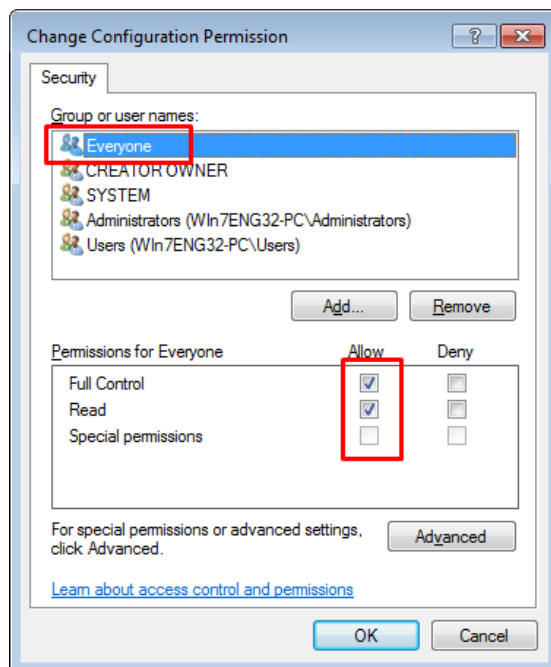 Change Configuration Permission
Security
Group or user names:
Everyone
CREATOR OWNER
SYSTEM
Administrators (WIn7ENG32-PC\Administrators)
Users (WIn7ENG32-PC\Users)
Add...
Remove
Permissions for Everyone
Allow
Deny
Full Control
Read
Special permissions
For special permissions or advanced settings,
click Advanced.
Advanced
Learn about access control and permissions
OK
Cancel